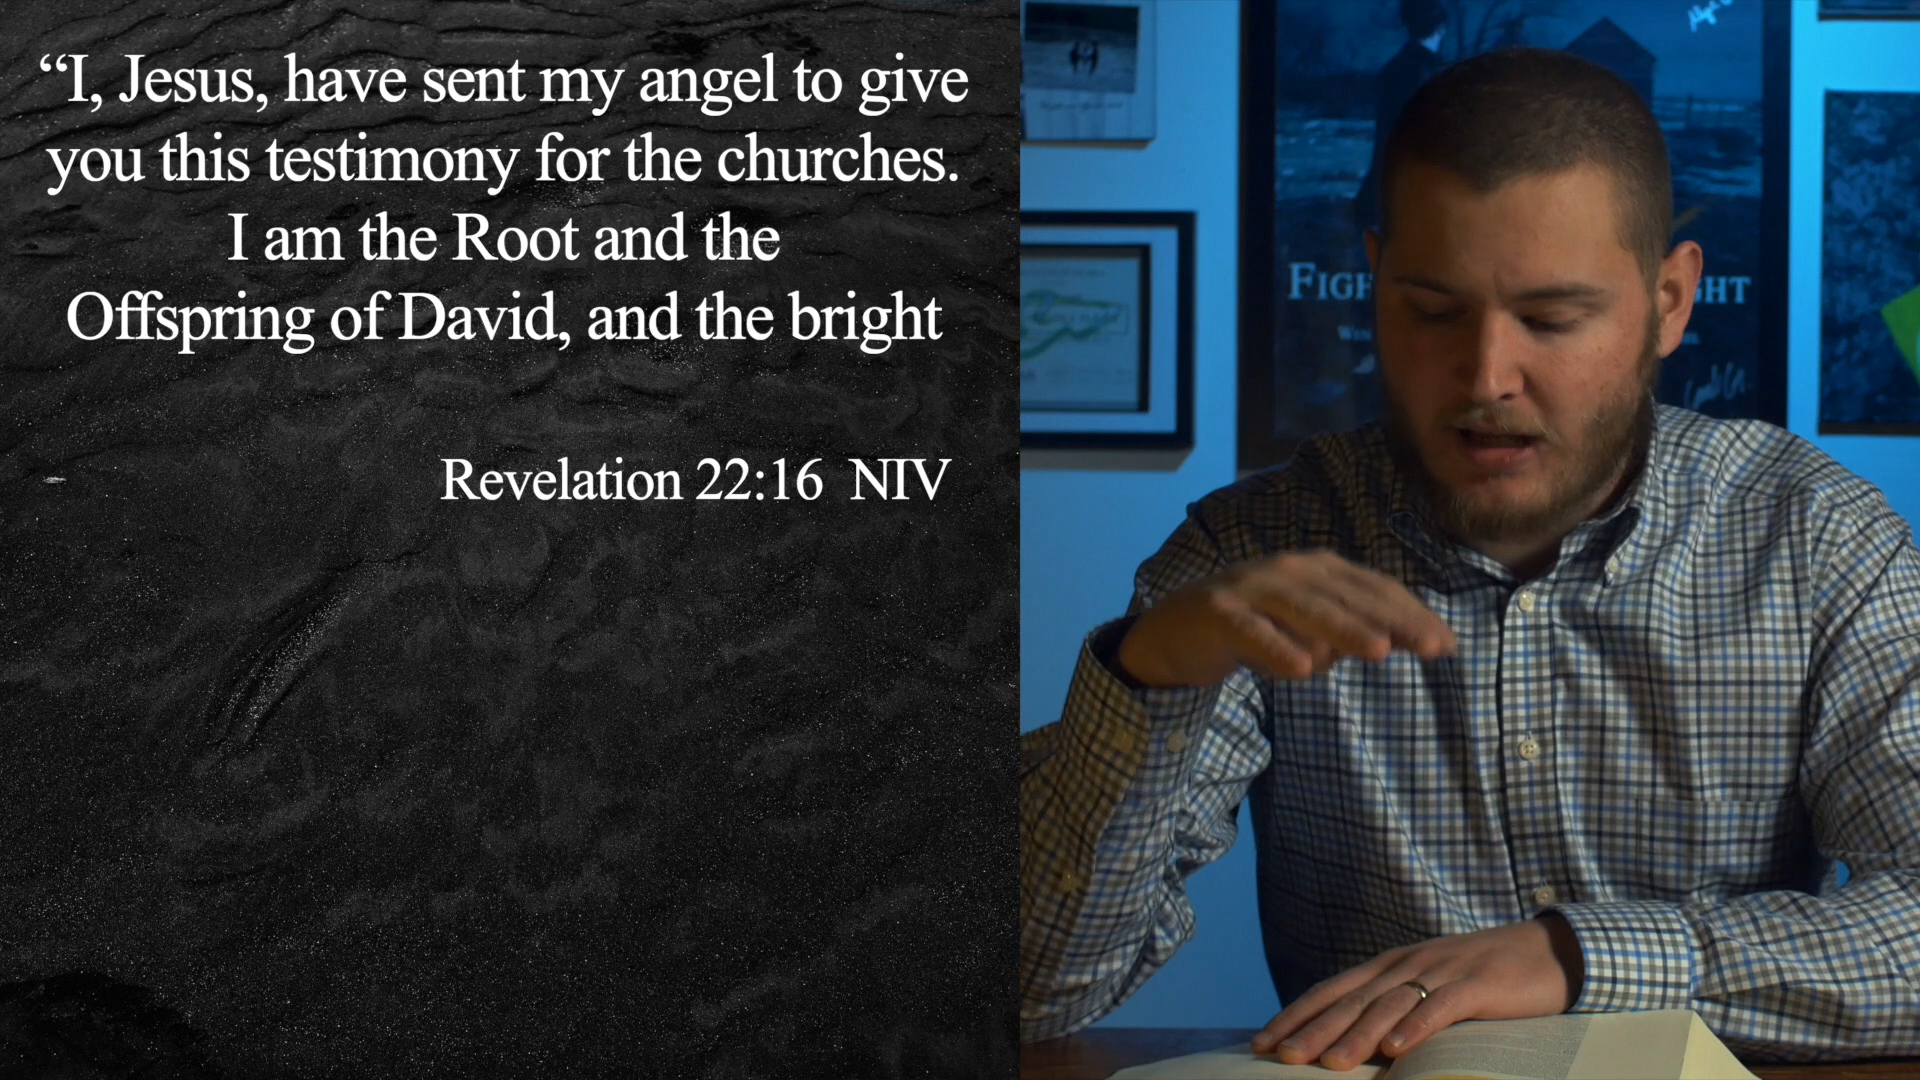 “I, Jesus, have sent my angel to give
you this testimony for the churches.
I am the Root and the
Offspring of David, and the bright
Revelation 22:16 NIV